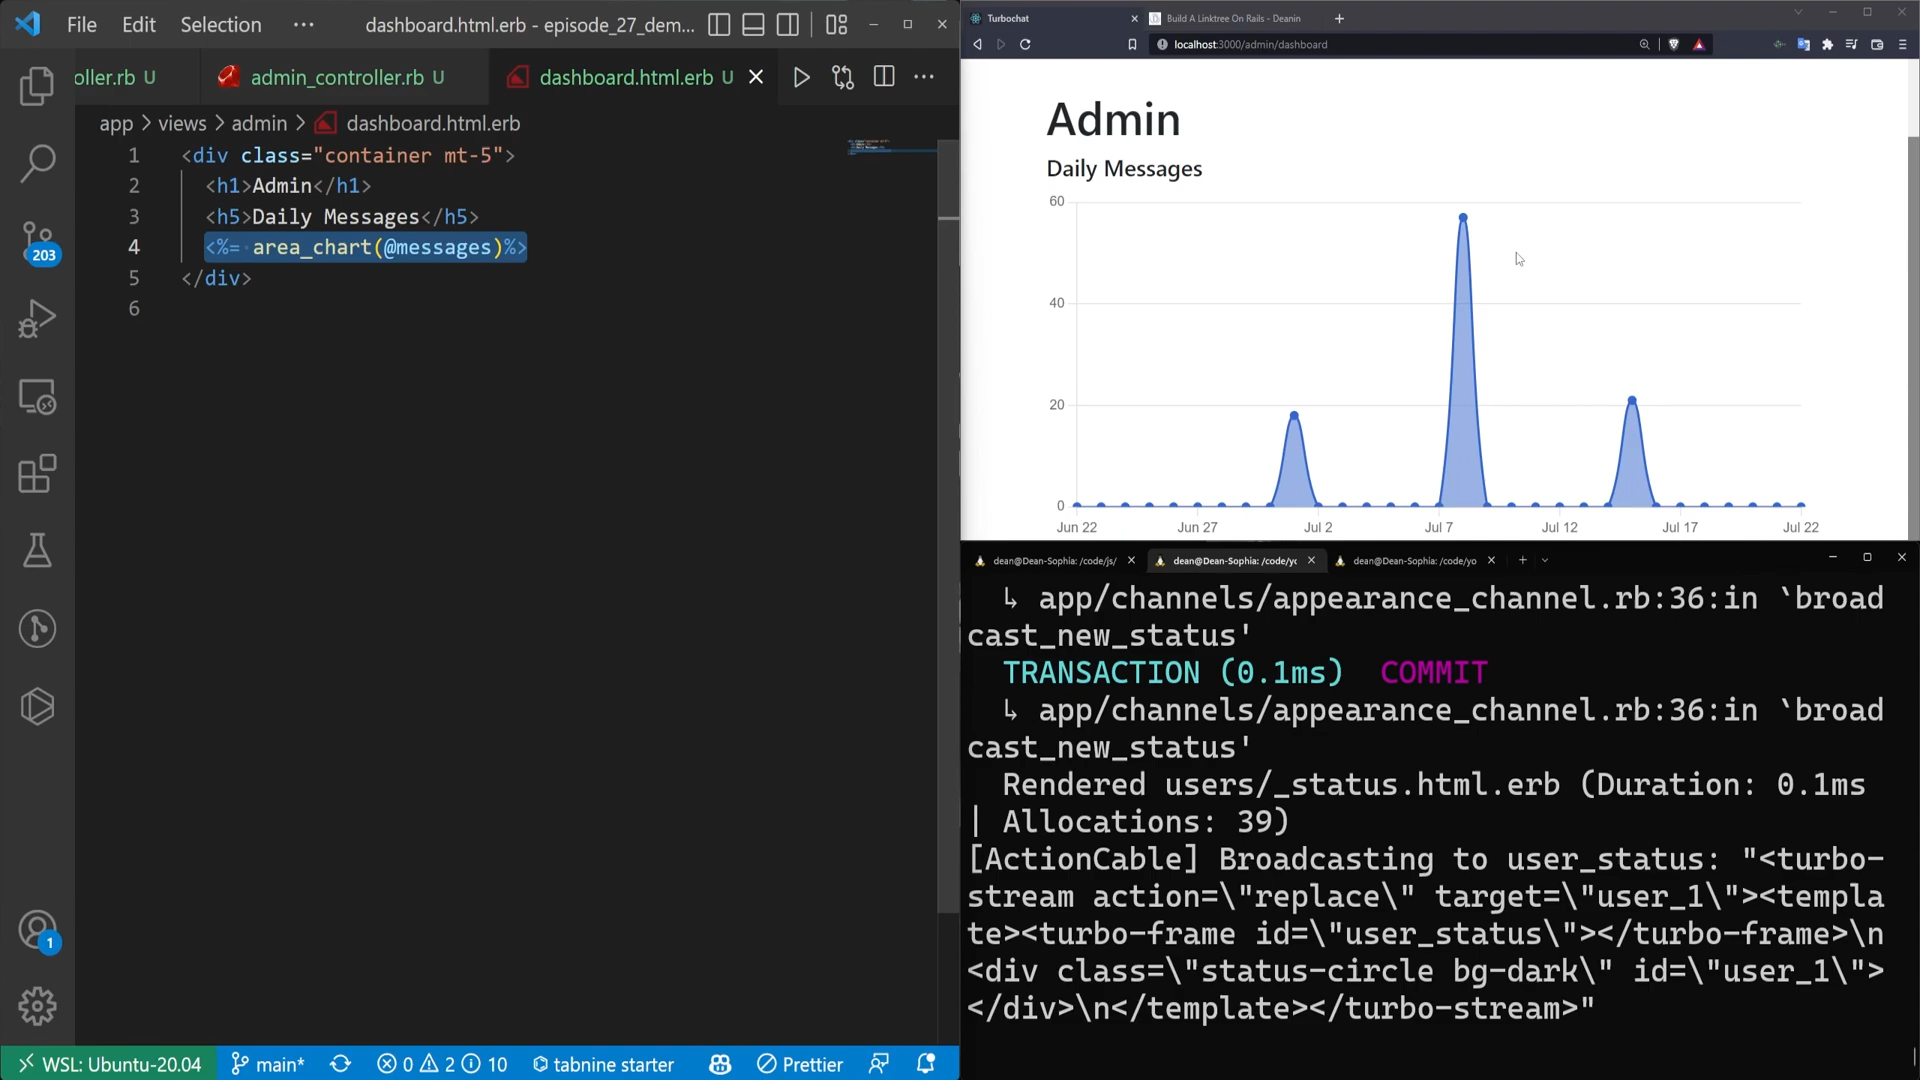 File Edit Selection ··· dashboard.html.erb - episode_27_dem...
oller.rb U admin_controller.rb U dashboard.html.erb U
app > views > admin > dashboard.html.erb
1 <div class="container mt-5">
2 <h1>Admin</h1>
3 <h5>Daily Messages</h5>
4 <%= area_chart(@messages)%>
5 </div>
6
203
1
WSL: Ubuntu-20.04 main* 0 2 10 tabnine starter Prettier
Turbochat Build A Linktree On Rails - Deanin
localhost:3000/admin/dashboard
Admin
Daily Messages
60
40
20
0
Jun 22 Jun 27 Jul 2 Jul 7 Jul 12 Jul 17 Jul 22
dean@Dean-Sophia: /code/js/ dean@Dean-Sophia: /code/yo dean@Dean-Sophia: /code/yo
↳ app/channels/appearance_channel.rb:36:in `broad
cast_new_status'
TRANSACTION (0.1ms) COMMIT
↳ app/channels/appearance_channel.rb:36:in `broad
cast_new_status'
Rendered users/_status.html.erb (Duration: 0.1ms
| Allocations: 39)
[ActionCable] Broadcasting to user_status: "<turbo-
stream action=\"replace\" target=\"user_1\"><templa
te><turbo-frame id=\"user_status\"></turbo-frame>\n
<div class=\"status-circle bg-dark\" id=\"user_1\">
</div>\n</template></turbo-stream>"